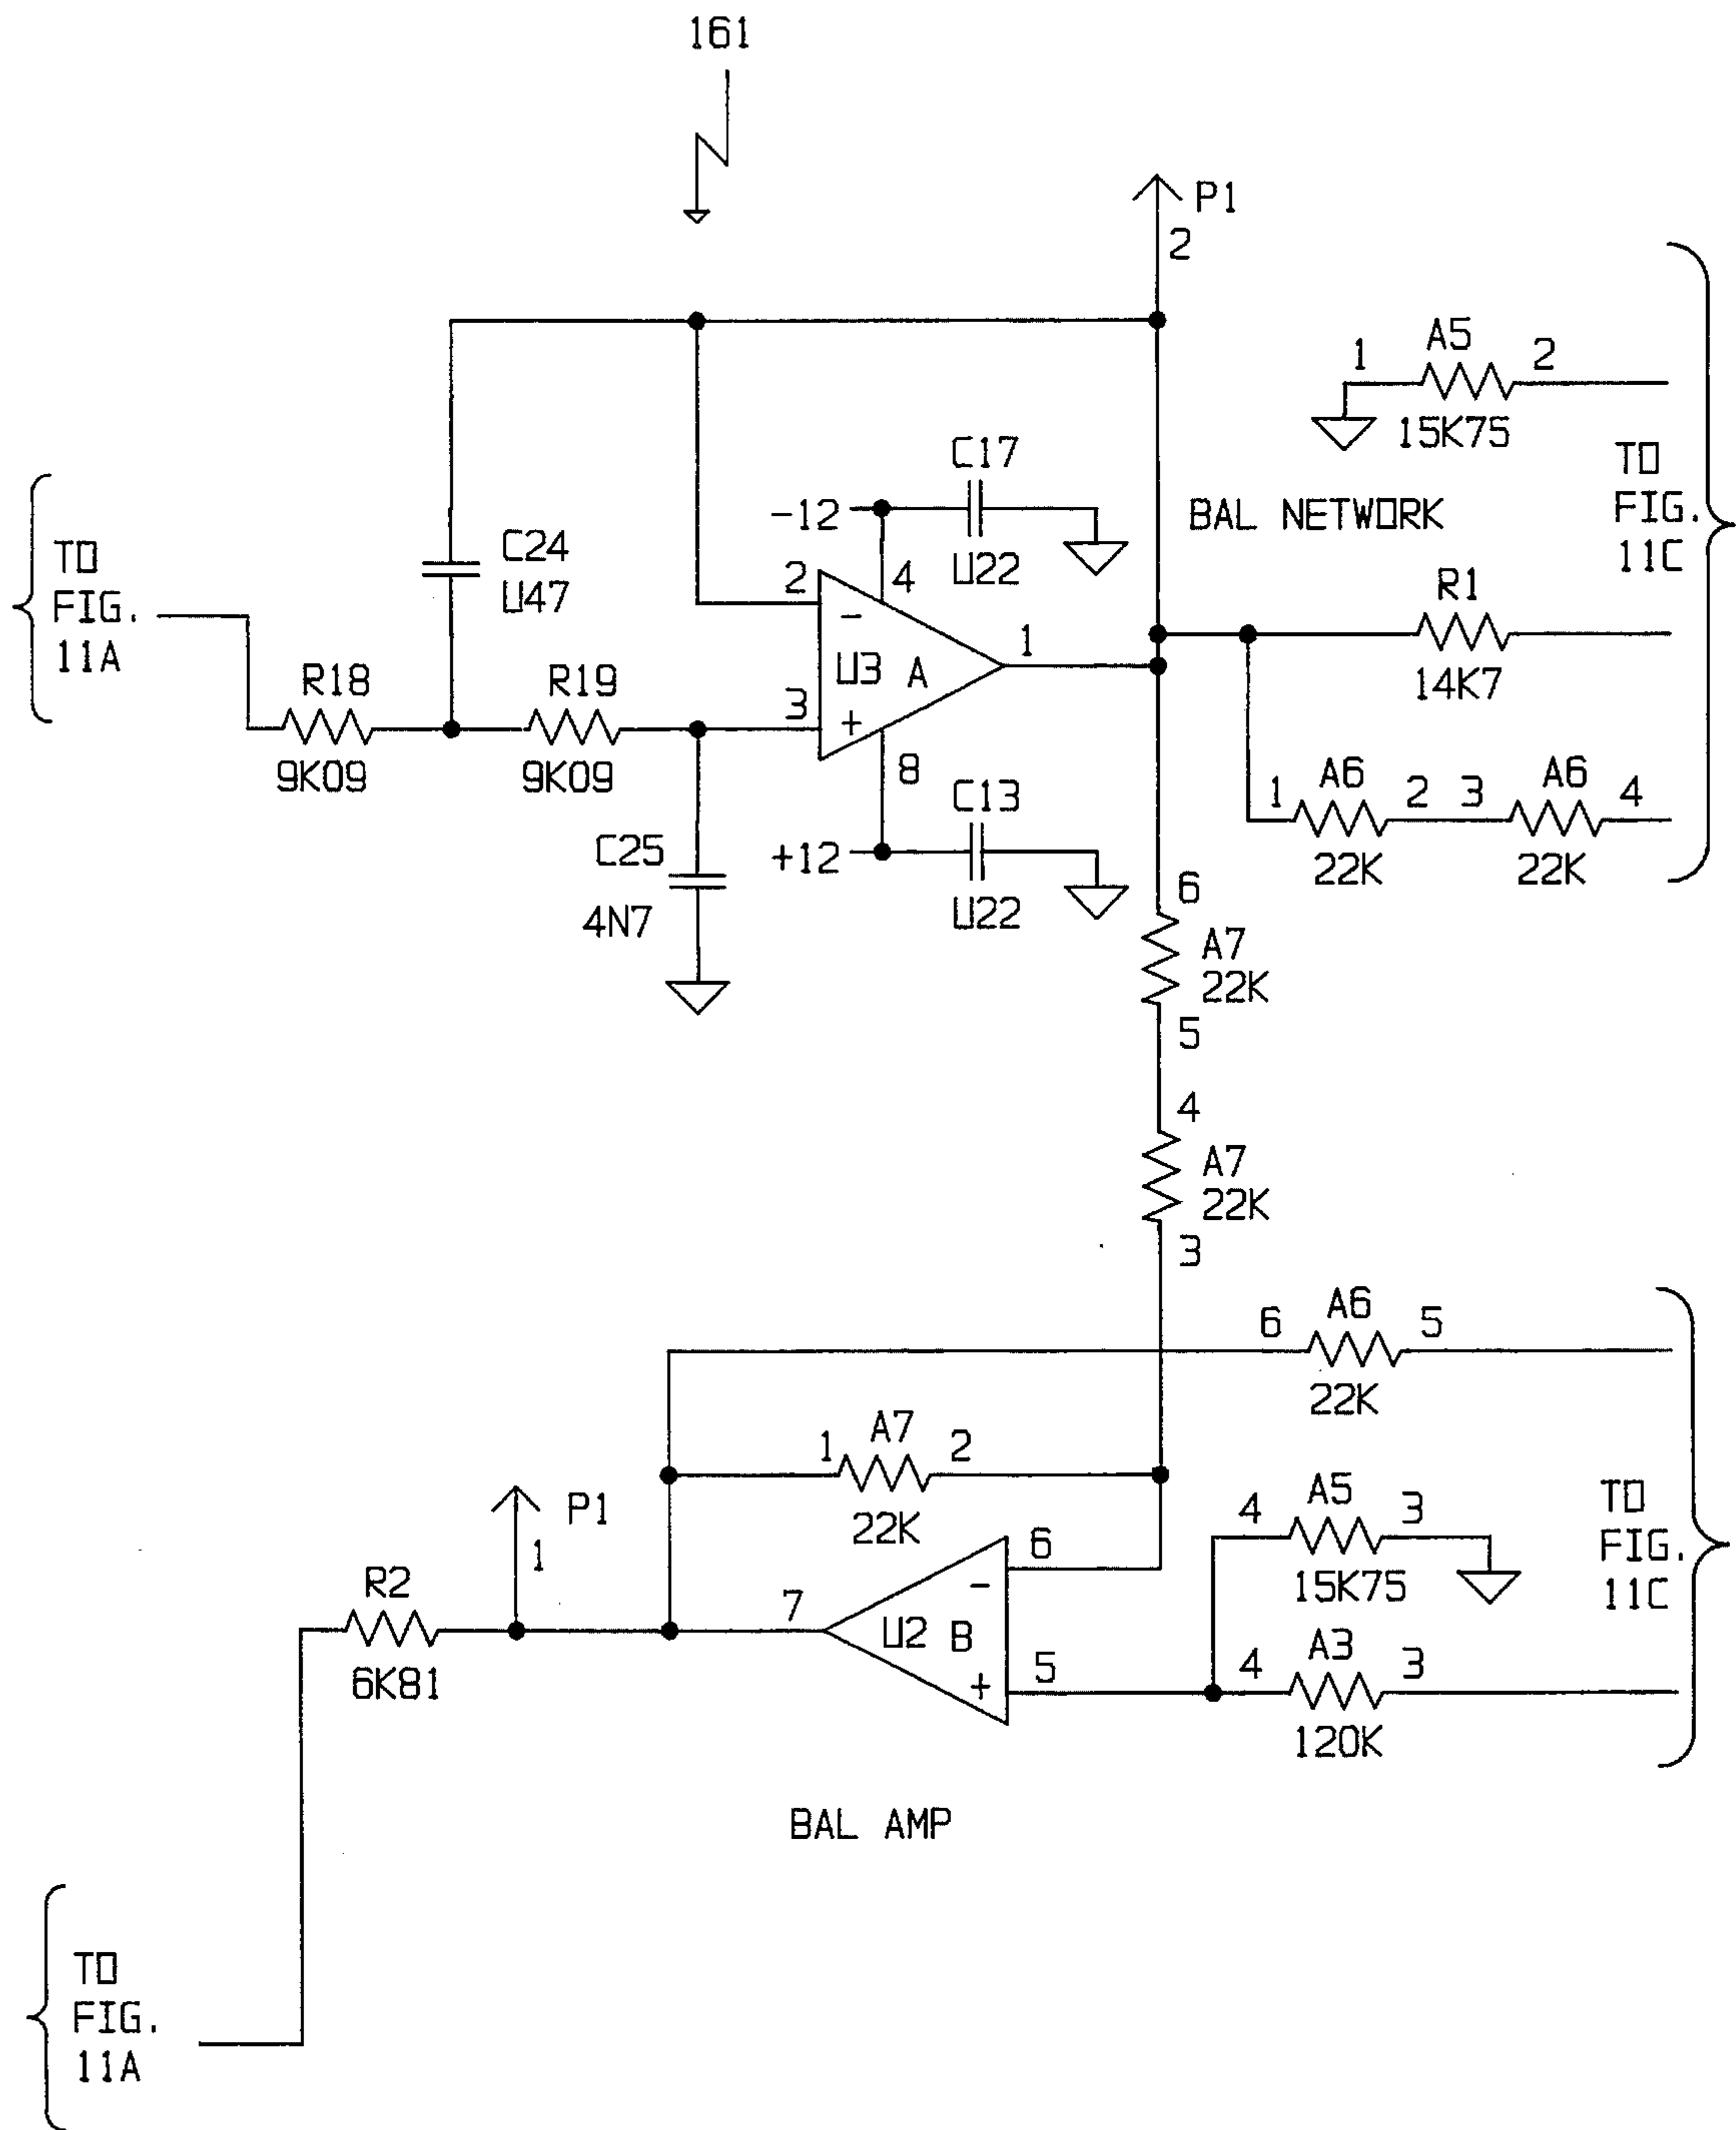 161
P1
2
A5
1
2
15K75
TO
FIG.
11C
BAL NETWORK
C17
-12
U22
TO
FIG.
11A
C24
U47
2
4
-
U3 A
1
R1
14K7
R18
9K09
R19
9K09
3
+
8
C13
+12
U22
1
A6
2
3
A6
4
22K
22K
C25
4N7
6
A7
22K
5
4
A7
22K
3
6
A6
5
22K
1
A7
2
22K
P1
1
R2
6K81
7
6
-
U2 B
5
+
4
A5
3
15K75
4
A3
3
120K
TO
FIG.
11C
BAL AMP
TO
FIG.
11A